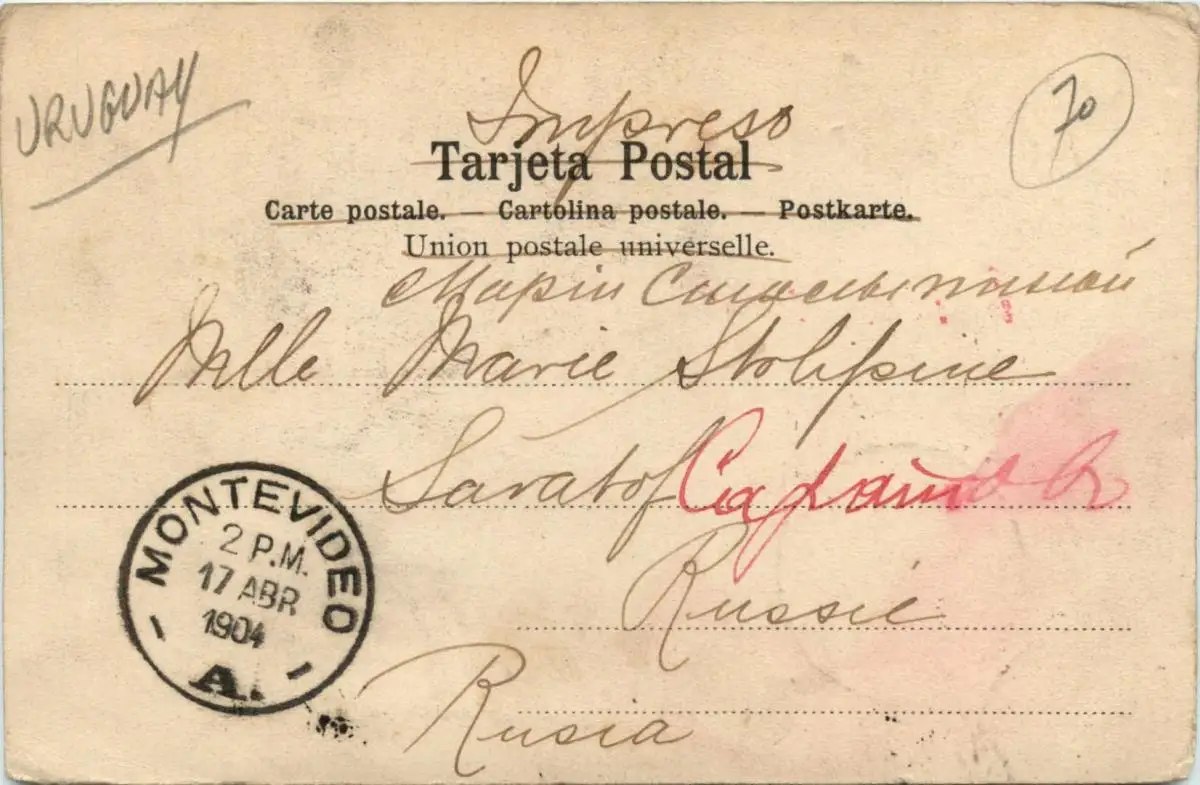 URUGUAY
70
Impreso
Tarjeta Postal
Carte postale. — Cartolina postale. — Postkarte.
Union postale universelle.
Маріи
Mlle Marie Stolipine
Saratof
Russie
Rusia
MONTEVIDEO
2 P.M.
17 ABR
1904
A.